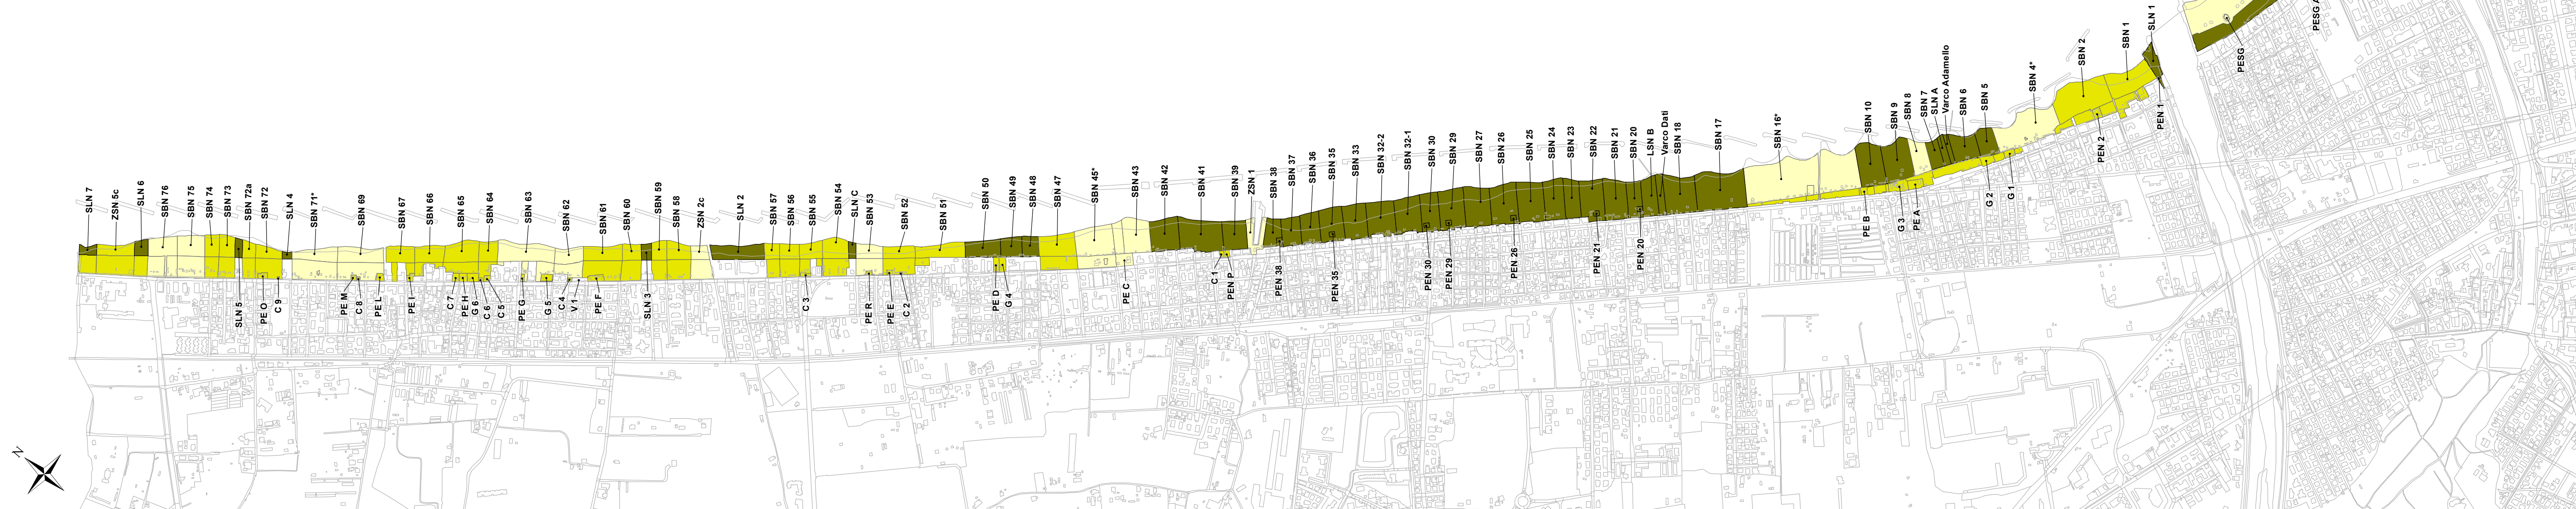 SLN 7
ZSN 5c
SLN 6
SBN 76
SBN 75
SBN 74
SBN 73
SBN 72a
SBN 72
SLN 4
SBN 71*
SBN 69
SBN 67
SBN 66
SBN 65
SBN 64
SBN 63
SBN 62
SBN 61
SBN 60
SBN 59
SBN 58
ZSN 2c
SLN 2
SBN 57
SBN 56
SBN 55
SBN 54
SLN C
SBN 53
SBN 52
SBN 51
SBN 50
SBN 49
SBN 48
SBN 47
SBN 45*
SBN 43
SBN 42
SBN 41
SBN 39
ZSN 1
SBN 38
SBN 37
SBN 36
SBN 35
SBN 33
SBN 32-2
SBN 32-1
SBN 30
SBN 29
SBN 27
SBN 26
SBN 25
SBN 24
SBN 23
SBN 22
SBN 21
SBN 20
LSN B
Varco Dati
SBN 18
SBN 17
SBN 16*
SBN 10
SBN 9
SBN 8
SBN 7
SLN A
Varco Adamello
SBN 6
SBN 5
SBN 4*
SBN 2
SBN 1
SLN 1
PESG
PESG A
SLN 5
PE O
C 9
PE M
C 8
PE L
PE I
C 7
PE H
G 6
C 6
C 5
PE G
G 5
C 4
V 1
PE F
SLN 3
C 3
PE R
PE E
C 2
PE D
G 4
PE C
C 1
PEN P
PEN 38
PEN 35
PEN 30
PEN 29
PEN 26
PEN 21
PEN 20
PE B
G 3
PE A
G 2
G 1
PEN 2
PEN 1
N